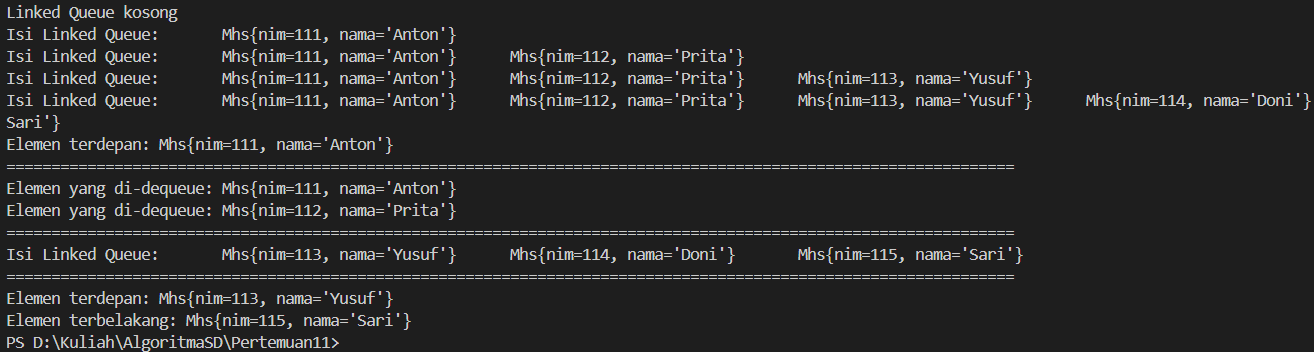 Linked Queue kosong
Isi Linked Queue:       Mhs{nim=111, nama='Anton'}
Isi Linked Queue:       Mhs{nim=111, nama='Anton'}      Mhs{nim=112, nama='Prita'}
Isi Linked Queue:       Mhs{nim=111, nama='Anton'}      Mhs{nim=112, nama='Prita'}      Mhs{nim=113, nama='Yusuf'}
Isi Linked Queue:       Mhs{nim=111, nama='Anton'}      Mhs{nim=112, nama='Prita'}      Mhs{nim=113, nama='Yusuf'}      Mhs{nim=114, nama='Doni'}
Sari'}
Elemen terdepan: Mhs{nim=111, nama='Anton'}
================================================================================================================
Elemen yang di-dequeue: Mhs{nim=111, nama='Anton'}
Elemen yang di-dequeue: Mhs{nim=112, nama='Prita'}
================================================================================================================
Isi Linked Queue:       Mhs{nim=113, nama='Yusuf'}      Mhs{nim=114, nama='Doni'}       Mhs{nim=115, nama='Sari'}
================================================================================================================
Elemen terdepan: Mhs{nim=113, nama='Yusuf'}
Elemen terbelakang: Mhs{nim=115, nama='Sari'}
PS D:\Kuliah\AlgoritmaSD\Pertemuan11>